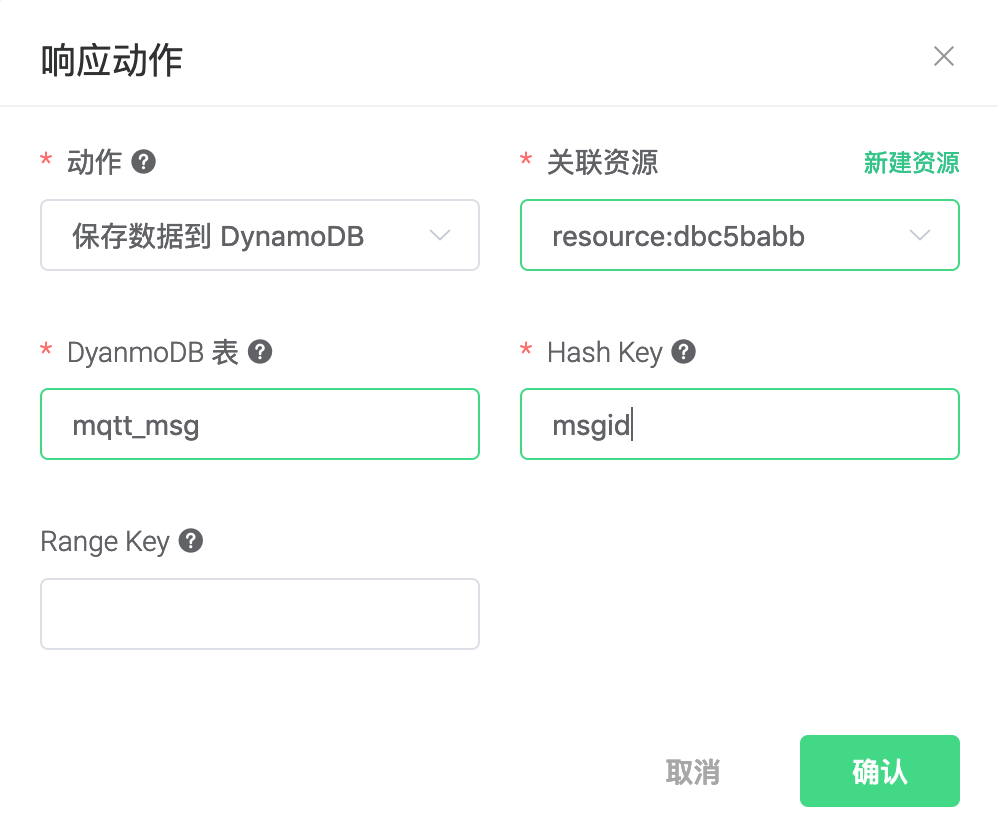 响应动作
* 动作 ?
* 关联资源 新建资源
保存数据到 DynamoDB
resource:dbc5babb
* DyanmoDB 表 ?
* Hash Key ?
mqtt_msg
msgid
Range Key ?
取消
确认